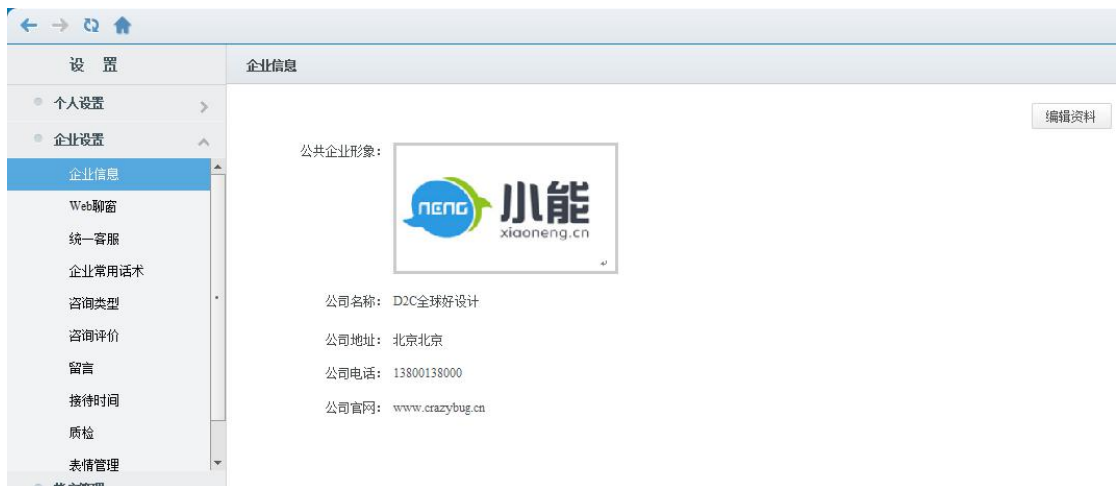 设 置
企业信息
个人设置
编辑资料
企业设置
公共企业形象：
企业信息
NENG 小能
xiaoneng.cn
Web聊窗
统一客服
企业常用话术
咨询类型
公司名称： D2C全球好设计
咨询评价
公司地址： 北京北京
留言
公司电话： 13800138000
接待时间
公司官网： www.crazybug.cn
质检
表情管理